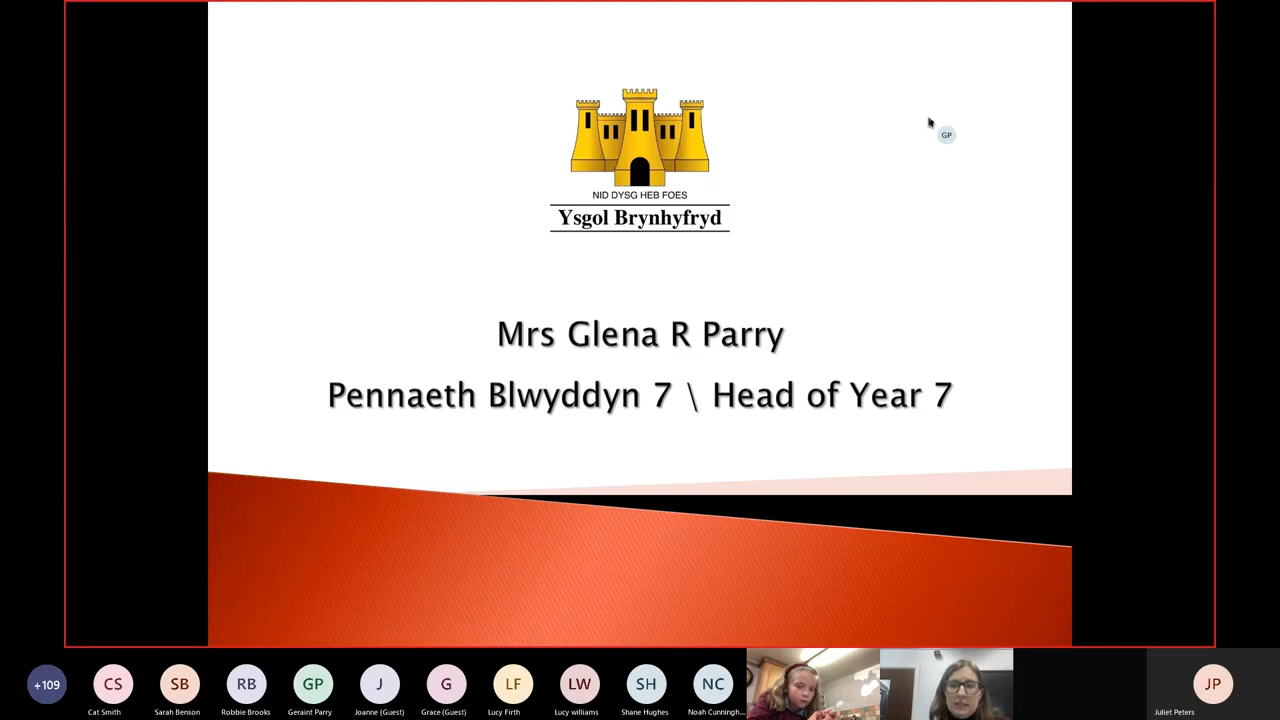 NID DYSG HEB FOES
Ysgol Brynhyfryd
GP
Mrs Glena R Parry
Pennaeth Blwyddyn 7 \ Head of Year 7
+109
CS
SB
RB
GP
J
G
LF
LW
SH
NC
JP
Cat Smith
Sarah Benson
Robbie Brooks
Geraint Parry
Joanne (Guest)
Grace (Guest)
Lucy Firth
Lucy williams
Shane Hughes
Noah Cunningh...
Juliet Peters